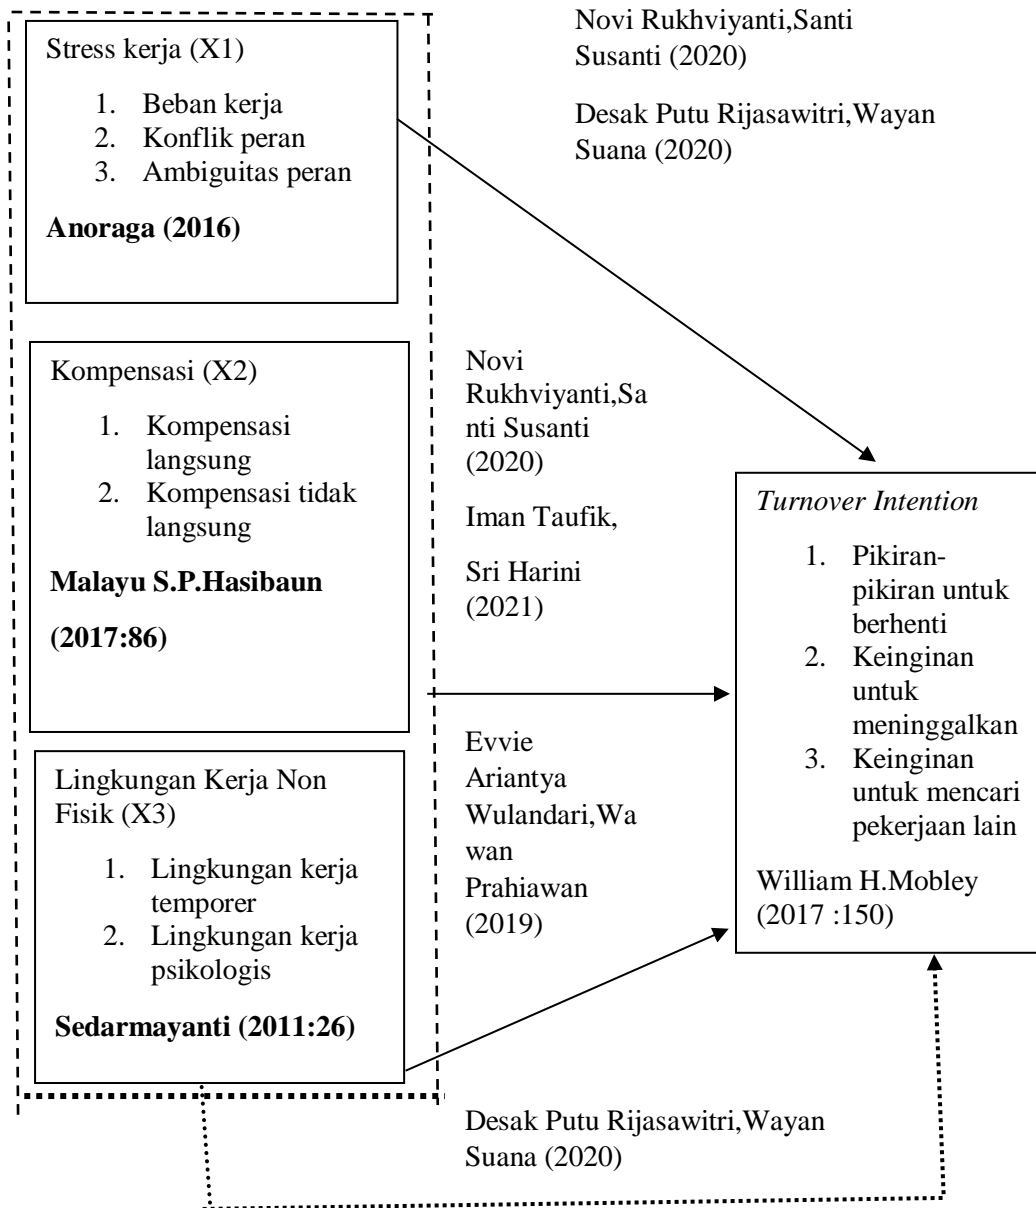 Novi Rukhviyanti,Santi
Susanti (2020)
Desak Putu Rijasawitri,Wayan
Suana (2020)
Stress kerja (X1)
1. Beban kerja
2. Konflik peran
3. Ambiguitas peran
Anoraga (2016)
Kompensasi (X2)
1. Kompensasi
langsung
2. Kompensasi tidak
langsung
Malayu S.P.Hasibaun
(2017:86)
Novi
Rukhviyanti,Sa
nti Susanti
(2020)
Iman Taufik,
Sri Harini
(2021)
Turnover Intention
1. Pikiran-
pikiran untuk
berhenti
2. Keinginan
untuk
meninggalkan
3. Keinginan
untuk mencari
pekerjaan lain
William H.Mobley
(2017 :150)
Lingkungan Kerja Non
Fisik (X3)
1. Lingkungan kerja
temporer
2. Lingkungan kerja
psikologis
Sedarmayanti (2011:26)
Evvie
Ariantya
Wulandari,Wa
wan
Prahiawan
(2019)
Desak Putu Rijasawitri,Wayan
Suana (2020)